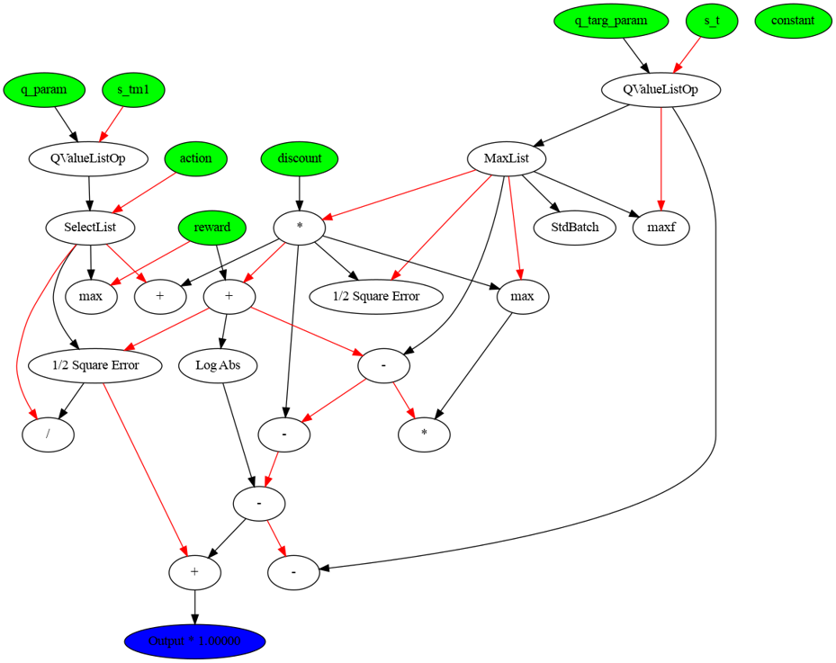 q_targ_param
s_t
constant
q_param
s_tm1
QValueListOp
QValueListOp
action
discount
MaxList
SelectList
reward
*
StdBatch
maxf
max
+
+
1/2 Square Error
max
1/2 Square Error
Log Abs
-
/
-
*
-
+
-
Output * 1.00000